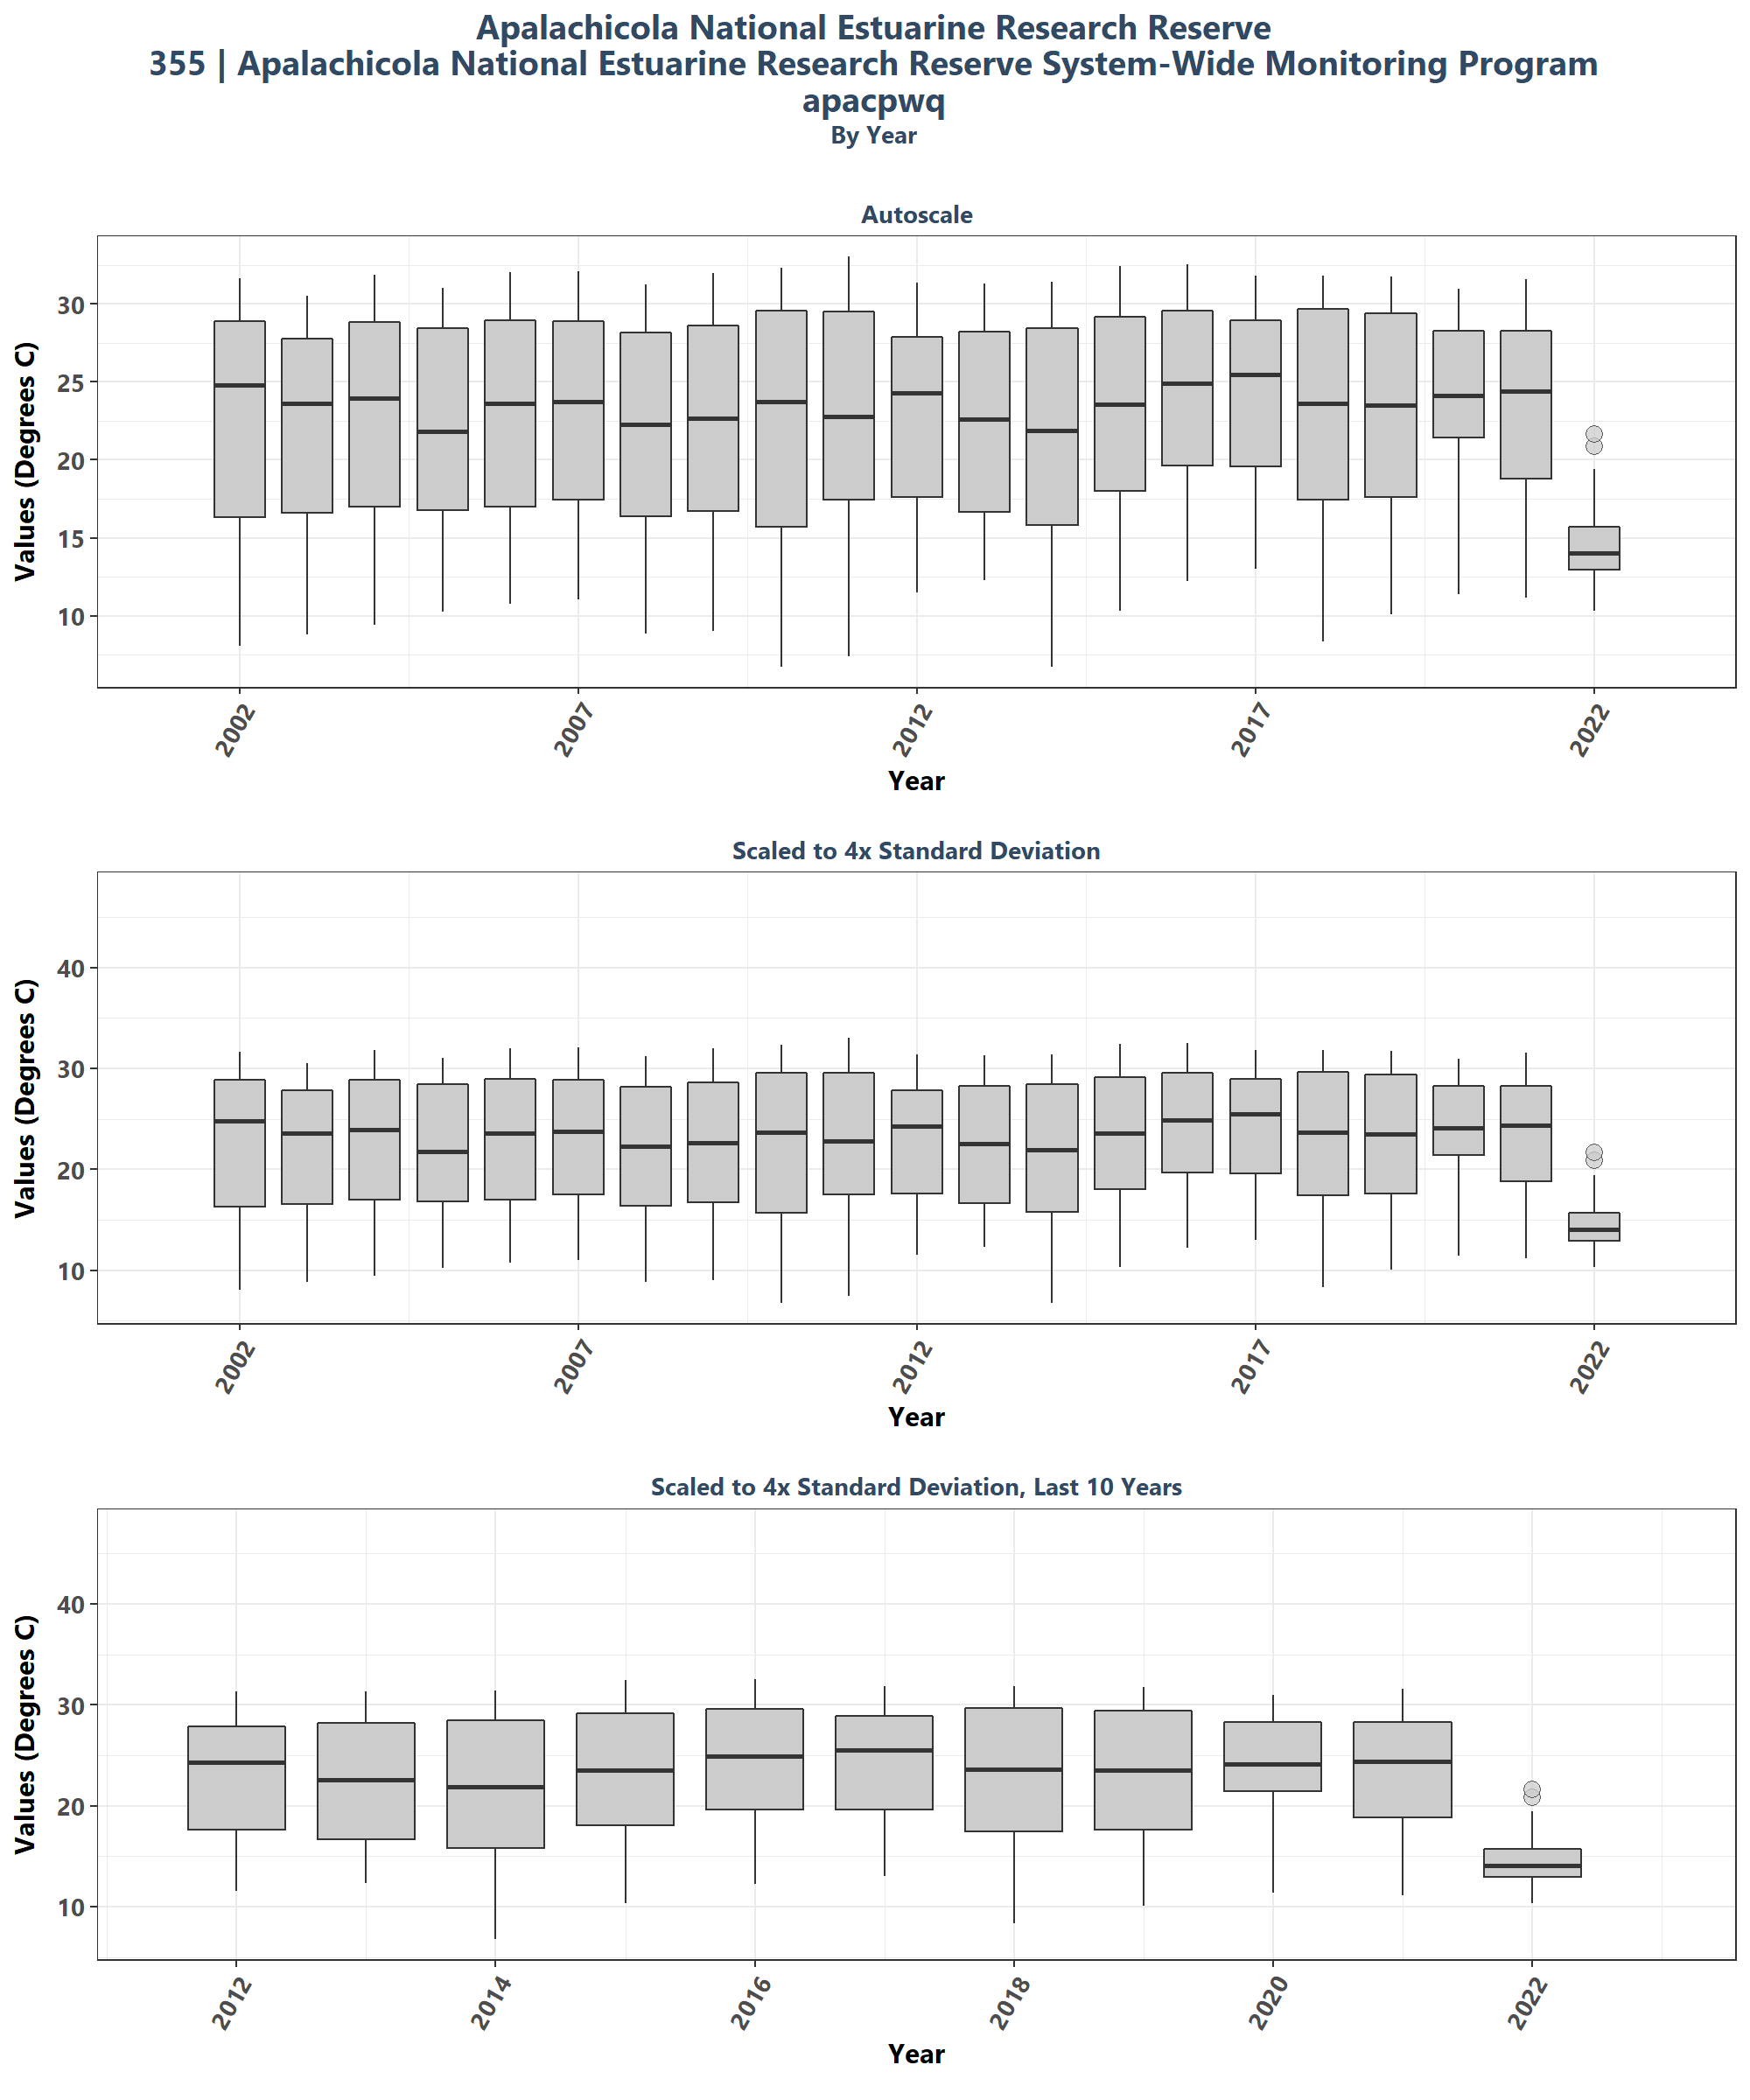 Apalachicola National Estuarine Research Reserve
355 | Apalachicola National Estuarine Research Reserve System-Wide Monitoring Program
apacpwq
By Year
Autoscale
Values (Degrees C)
30
25
20
15
10
2002
2007
2012
2017
2022
Year
Scaled to 4x Standard Deviation
Values (Degrees C)
40
30
20
10
2002
2007
2012
2017
2022
Year
Scaled to 4x Standard Deviation, Last 10 Years
Values (Degrees C)
40
30
20
10
2012
2014
2016
2018
2020
2022
Year